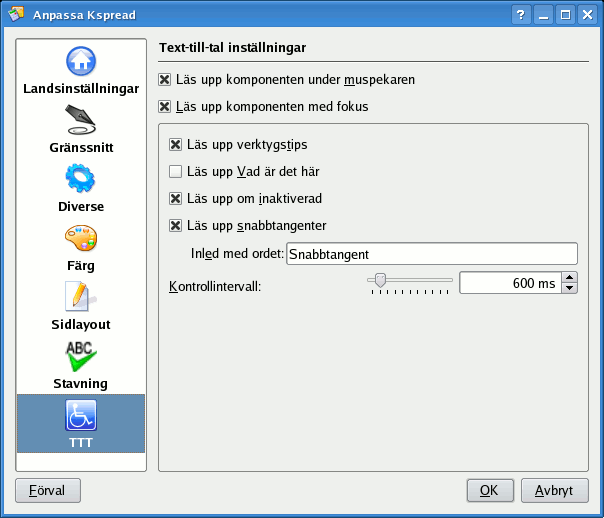 Anpassa Kspread
Landsinställningar
Gränssnitt
Diverse
Färg
Sidlayout
ABC
Stavning
TTT
Text-till-tal inställningar
Läs upp komponenten under muspekaren
Läs upp komponenten med fokus
Läs upp verktygstips
Läs upp Vad är det här
Läs upp om inaktiverad
Läs upp snabbtangenter
Inled med ordet: Snabbtangent
Kontrollintervall: 600 ms
Förval OK Avbryt